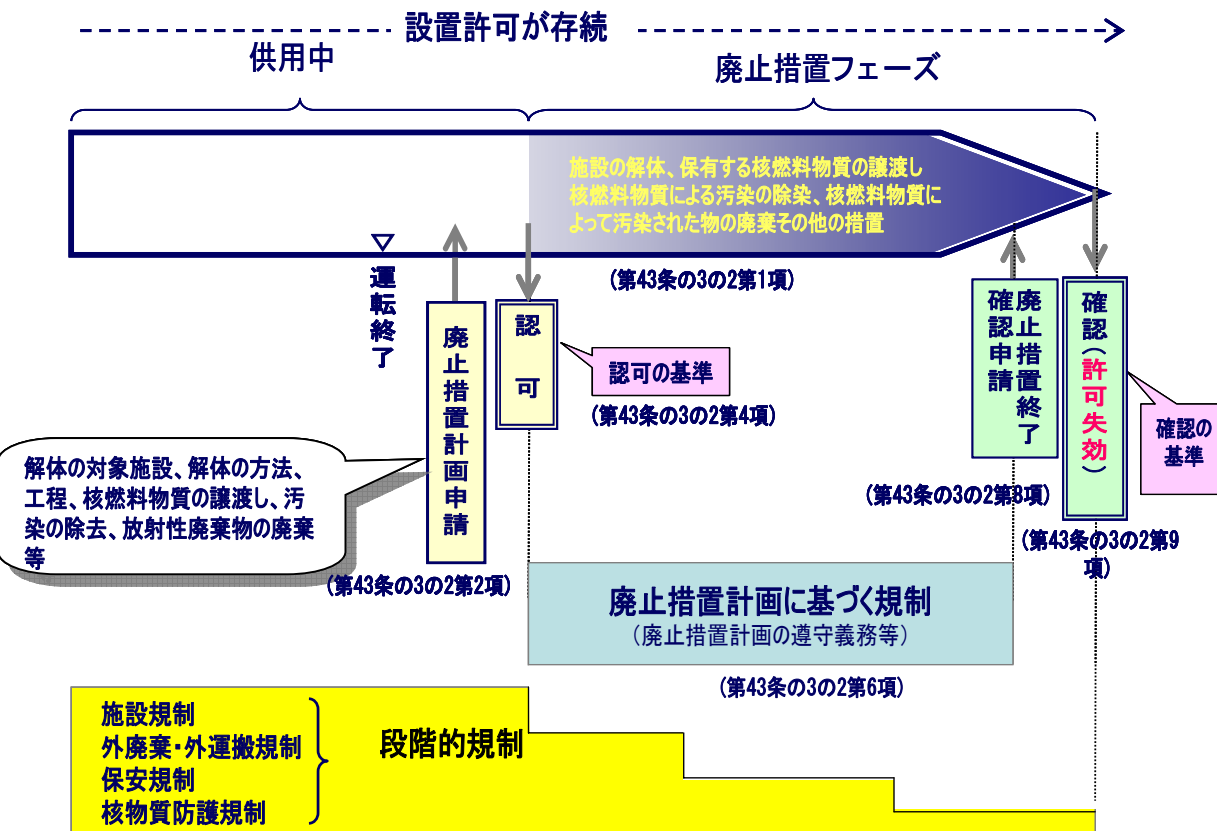 設置許可が存続
供用中
廃止措置フェーズ
施設の解体、保有する核燃料物質の譲渡し
核燃料物質による汚染の除染、核燃料物質に
よって汚染された物の廃棄その他の措置
(第43条の3の2第1項)
▽
運転終了
廃止措置計画申請
認可
認可の基準
(第43条の3の2第4項)
廃止措置終了
確認申請
確認(許可失効)
確認の
基準
解体の対象施設、解体の方法、
工程、核燃料物質の譲渡し、汚
染の除去、放射性廃棄物の廃棄
等
(第43条の3の2第2項)
(第43条の3の2第8項)
(第43条の3の2第9
項)
廃止措置計画に基づく規制
(廃止措置計画の遵守義務等)
(第43条の3の2第6項)
施設規制
外廃棄・外運搬規制
保安規制
核物質防護規制
段階的規制